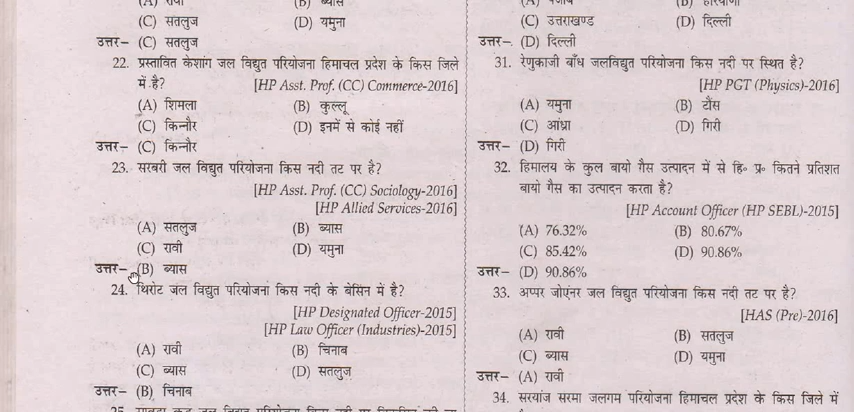 (C) सतलुज (D) यमुना
उत्तर– (C) सतलुज
22. प्रस्तावित केशांग जल विद्युत परियोजना हिमाचल प्रदेश के किस जिले
में है? [HP Asst. Prof. (CC) Commerce-2016]
(A) शिमला (B) कुल्लू
(C) किन्नौर (D) इनमें से कोई नहीं
उत्तर– (C) किन्नौर
23. सरबरी जल विद्युत परियोजना किस नदी तट पर है?
[HP Asst. Prof. (CC) Sociology-2016]
[HP Allied Services-2016]
(A) सतलुज (B) ब्यास
(C) रावी (D) यमुना
उत्तर– (B) ब्यास
24. थिरोट जल विद्युत परियोजना किस नदी के बेसिन में है?
[HP Designated Officer-2015]
[HP Law Officer (Industries)-2015]
(A) रावी (B) चिनाब
(C) ब्यास (D) सतलुज
उत्तर– (B) चिनाब
(C) उत्तराखण्ड (D) दिल्ली
उत्तर– (D) दिल्ली
31. रेणुकाजी बाँध जलविद्युत परियोजना किस नदी पर स्थित है?
[HP PGT (Physics)-2016]
(A) यमुना (B) टौंस
(C) आंध्रा (D) गिरी
उत्तर– (D) गिरी
32. हिमालय के कुल बायो गैस उत्पादन में से हि॰ प्र॰ कितने प्रतिशत
बायो गैस का उत्पादन करता है?
[HP Account Officer (HP SEBL)-2015]
(A) 76.32% (B) 80.67%
(C) 85.42% (D) 90.86%
उत्तर– (D) 90.86%
33. अप्पर जोएंनर जल विद्युत परियोजना किस नदी तट पर है?
[HAS (Pre)-2016]
(A) रावी (B) सतलुज
(C) ब्यास (D) यमुना
उत्तर– (A) रावी
34. सरयांज सरमा जलगम परियोजना हिमाचल प्रदेश के किस जिले में